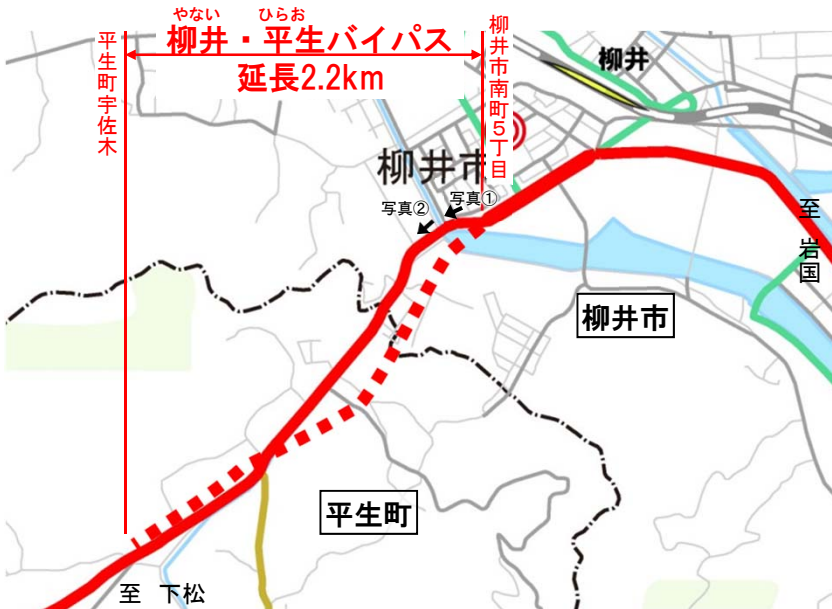 やない ひらお
柳井・平生バイパス
延長2.2km
平生町宇佐木
柳井市南町5丁目
柳井
柳井市
写真①
写真②
至 岩国
柳井市
平生町
至 下松